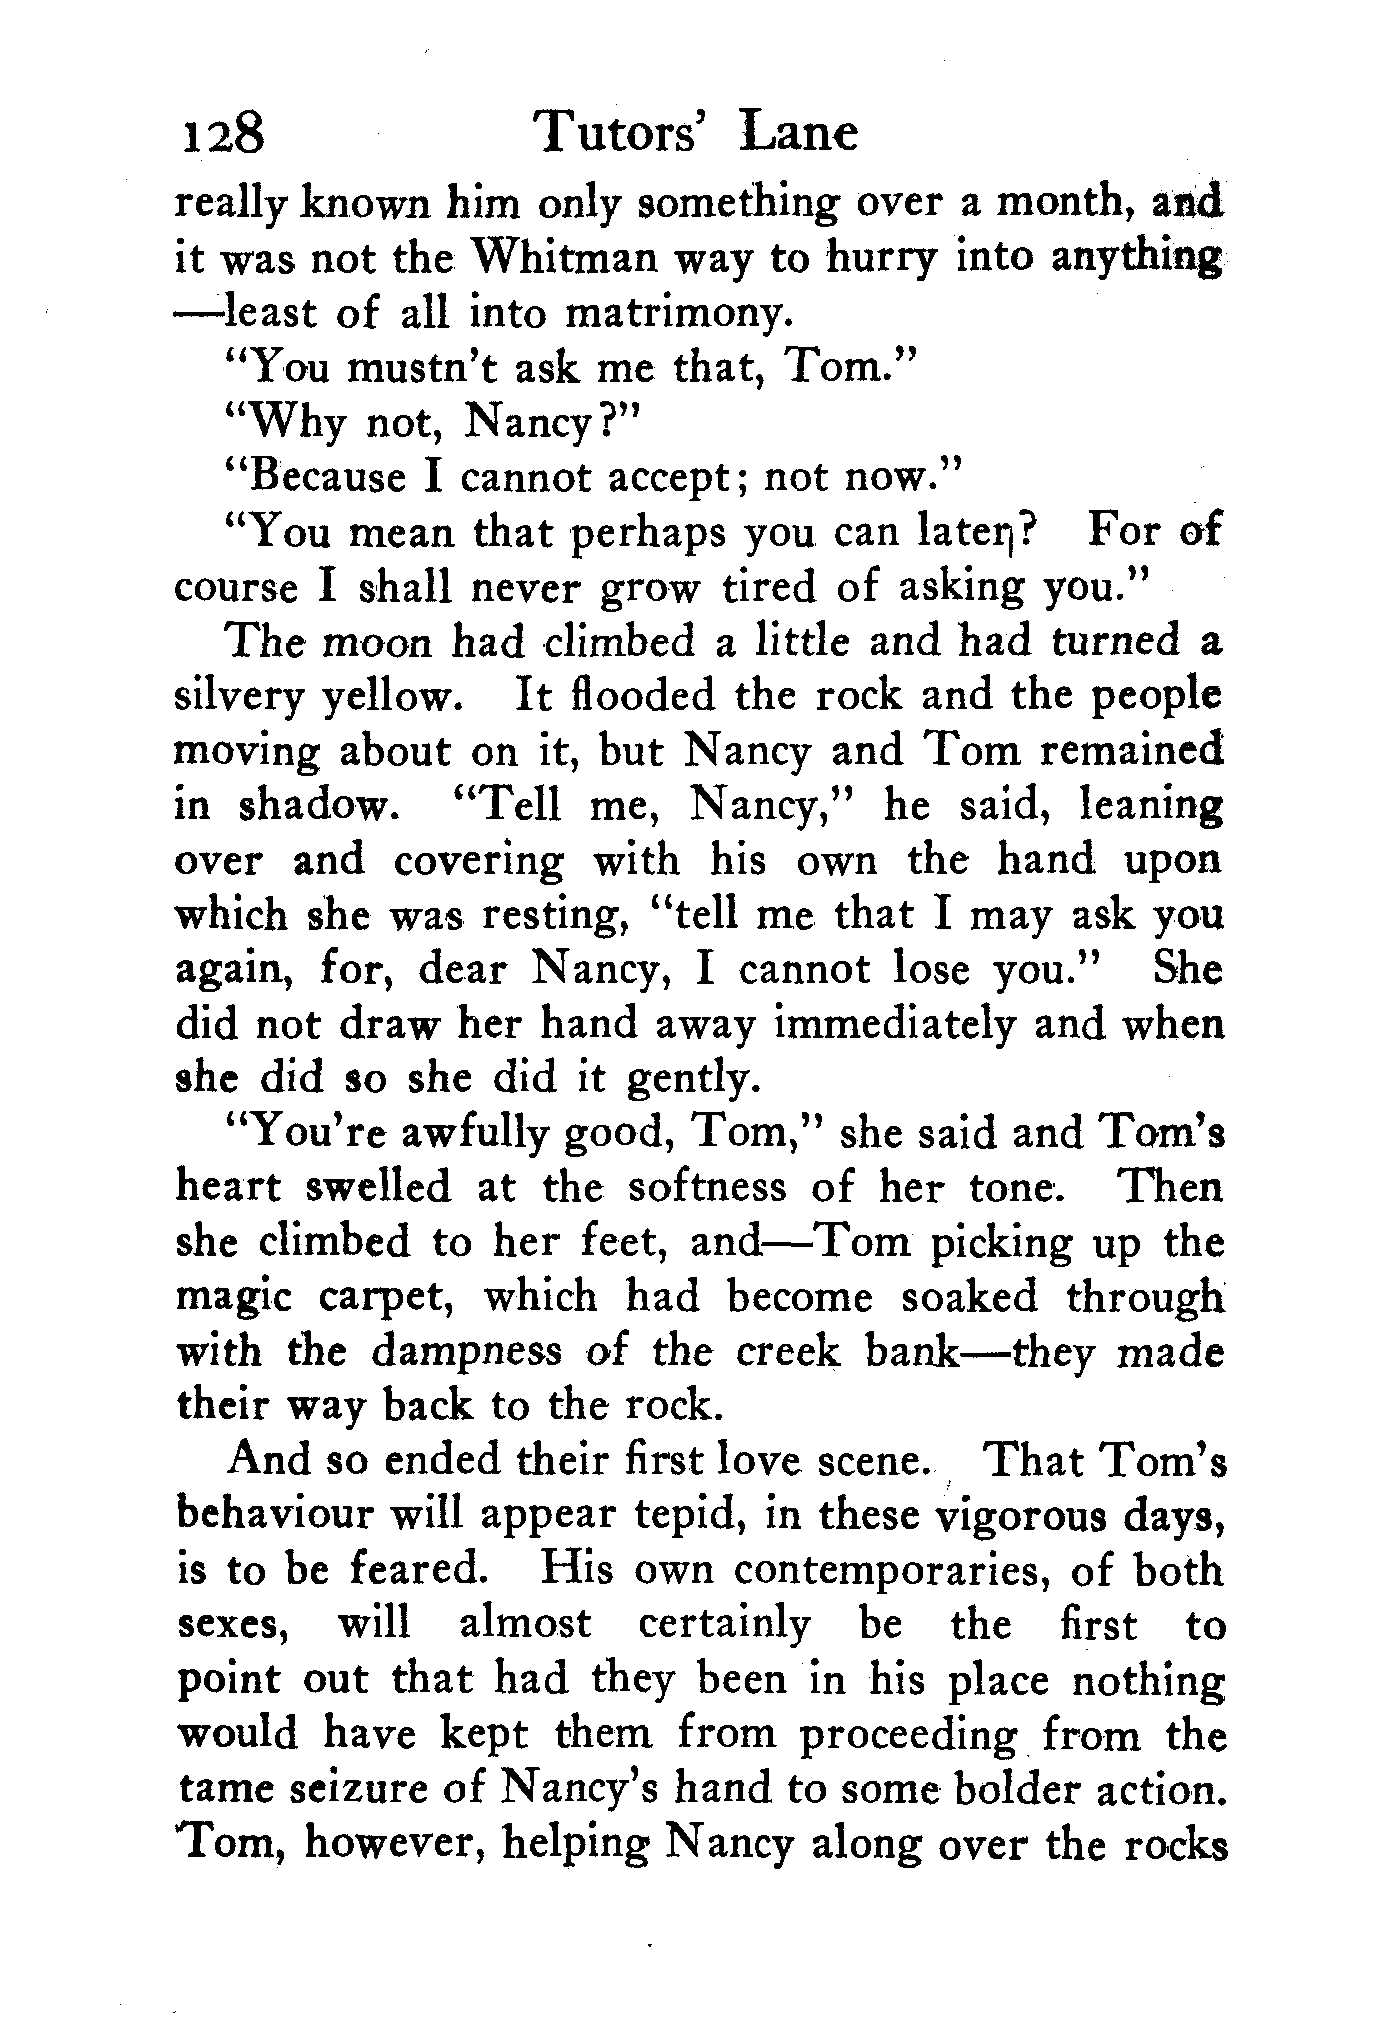 128 Tutors' Lane
really known him only something over a month, and
it was not the Whitman way to hurry into anything
—least of all into matrimony.
"You mustn't ask me that, Tom."
"Why not, Nancy?"
"Because I cannot accept; not now."
"You mean that perhaps you can later? For of
course I shall never grow tired of asking you."
The moon had climbed a little and had turned a
silvery yellow. It flooded the rock and the people
moving about on it, but Nancy and Tom remained
in shadow. "Tell me, Nancy," he said, leaning
over and covering with his own the hand upon
which she was resting, "tell me that I may ask you
again, for, dear Nancy, I cannot lose you." She
did not draw her hand away immediately and when
she did so she did it gently.
"You're awfully good, Tom," she said and Tom's
heart swelled at the softness of her tone. Then
she climbed to her feet, and—Tom picking up the
magic carpet, which had become soaked through
with the dampness of the creek bank—they made
their way back to the rock.
And so ended their first love scene. That Tom's
behaviour will appear tepid, in these vigorous days,
is to be feared. His own contemporaries, of both
sexes, will almost certainly be the first to
point out that had they been in his place nothing
would have kept them from proceeding from the
tame seizure of Nancy's hand to some bolder action.
Tom, however, helping Nancy along over the rocks